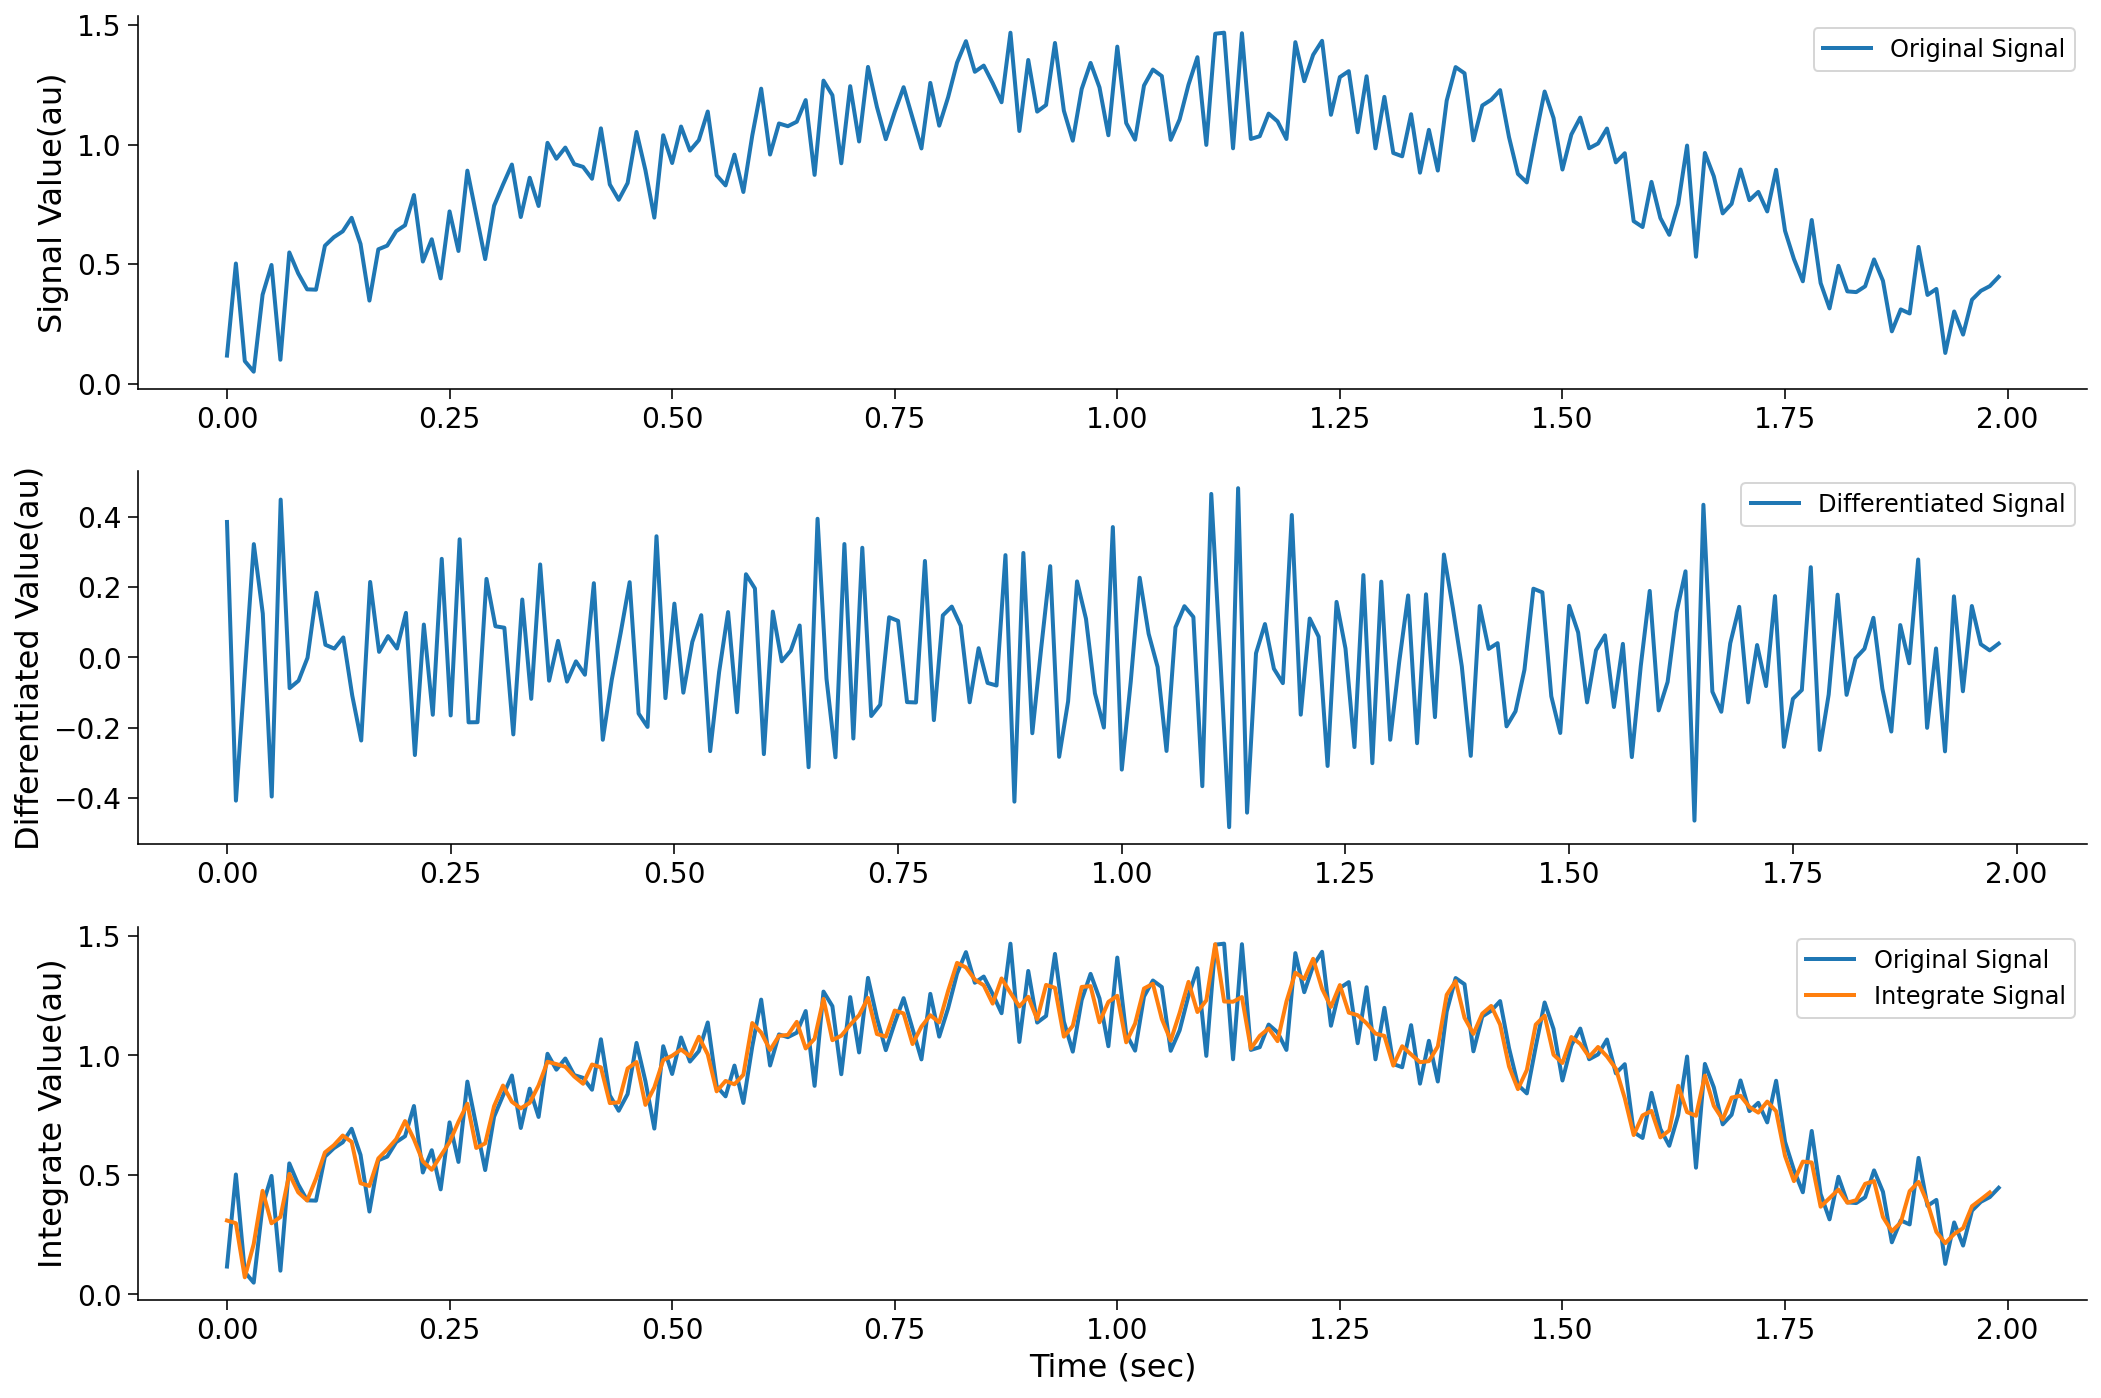 Signal Value(au)
1.5
1.0
0.5
0.0
Original Signal
0.00 0.25 0.50 0.75 1.00 1.25 1.50 1.75 2.00
Differentiated Value(au)
0.4
0.2
0.0
−0.2
−0.4
Differentiated Signal
0.00 0.25 0.50 0.75 1.00 1.25 1.50 1.75 2.00
Integrate Value(au)
1.5
1.0
0.5
0.0
Original Signal
Integrate Signal
0.00 0.25 0.50 0.75 1.00 1.25 1.50 1.75 2.00
Time (sec)